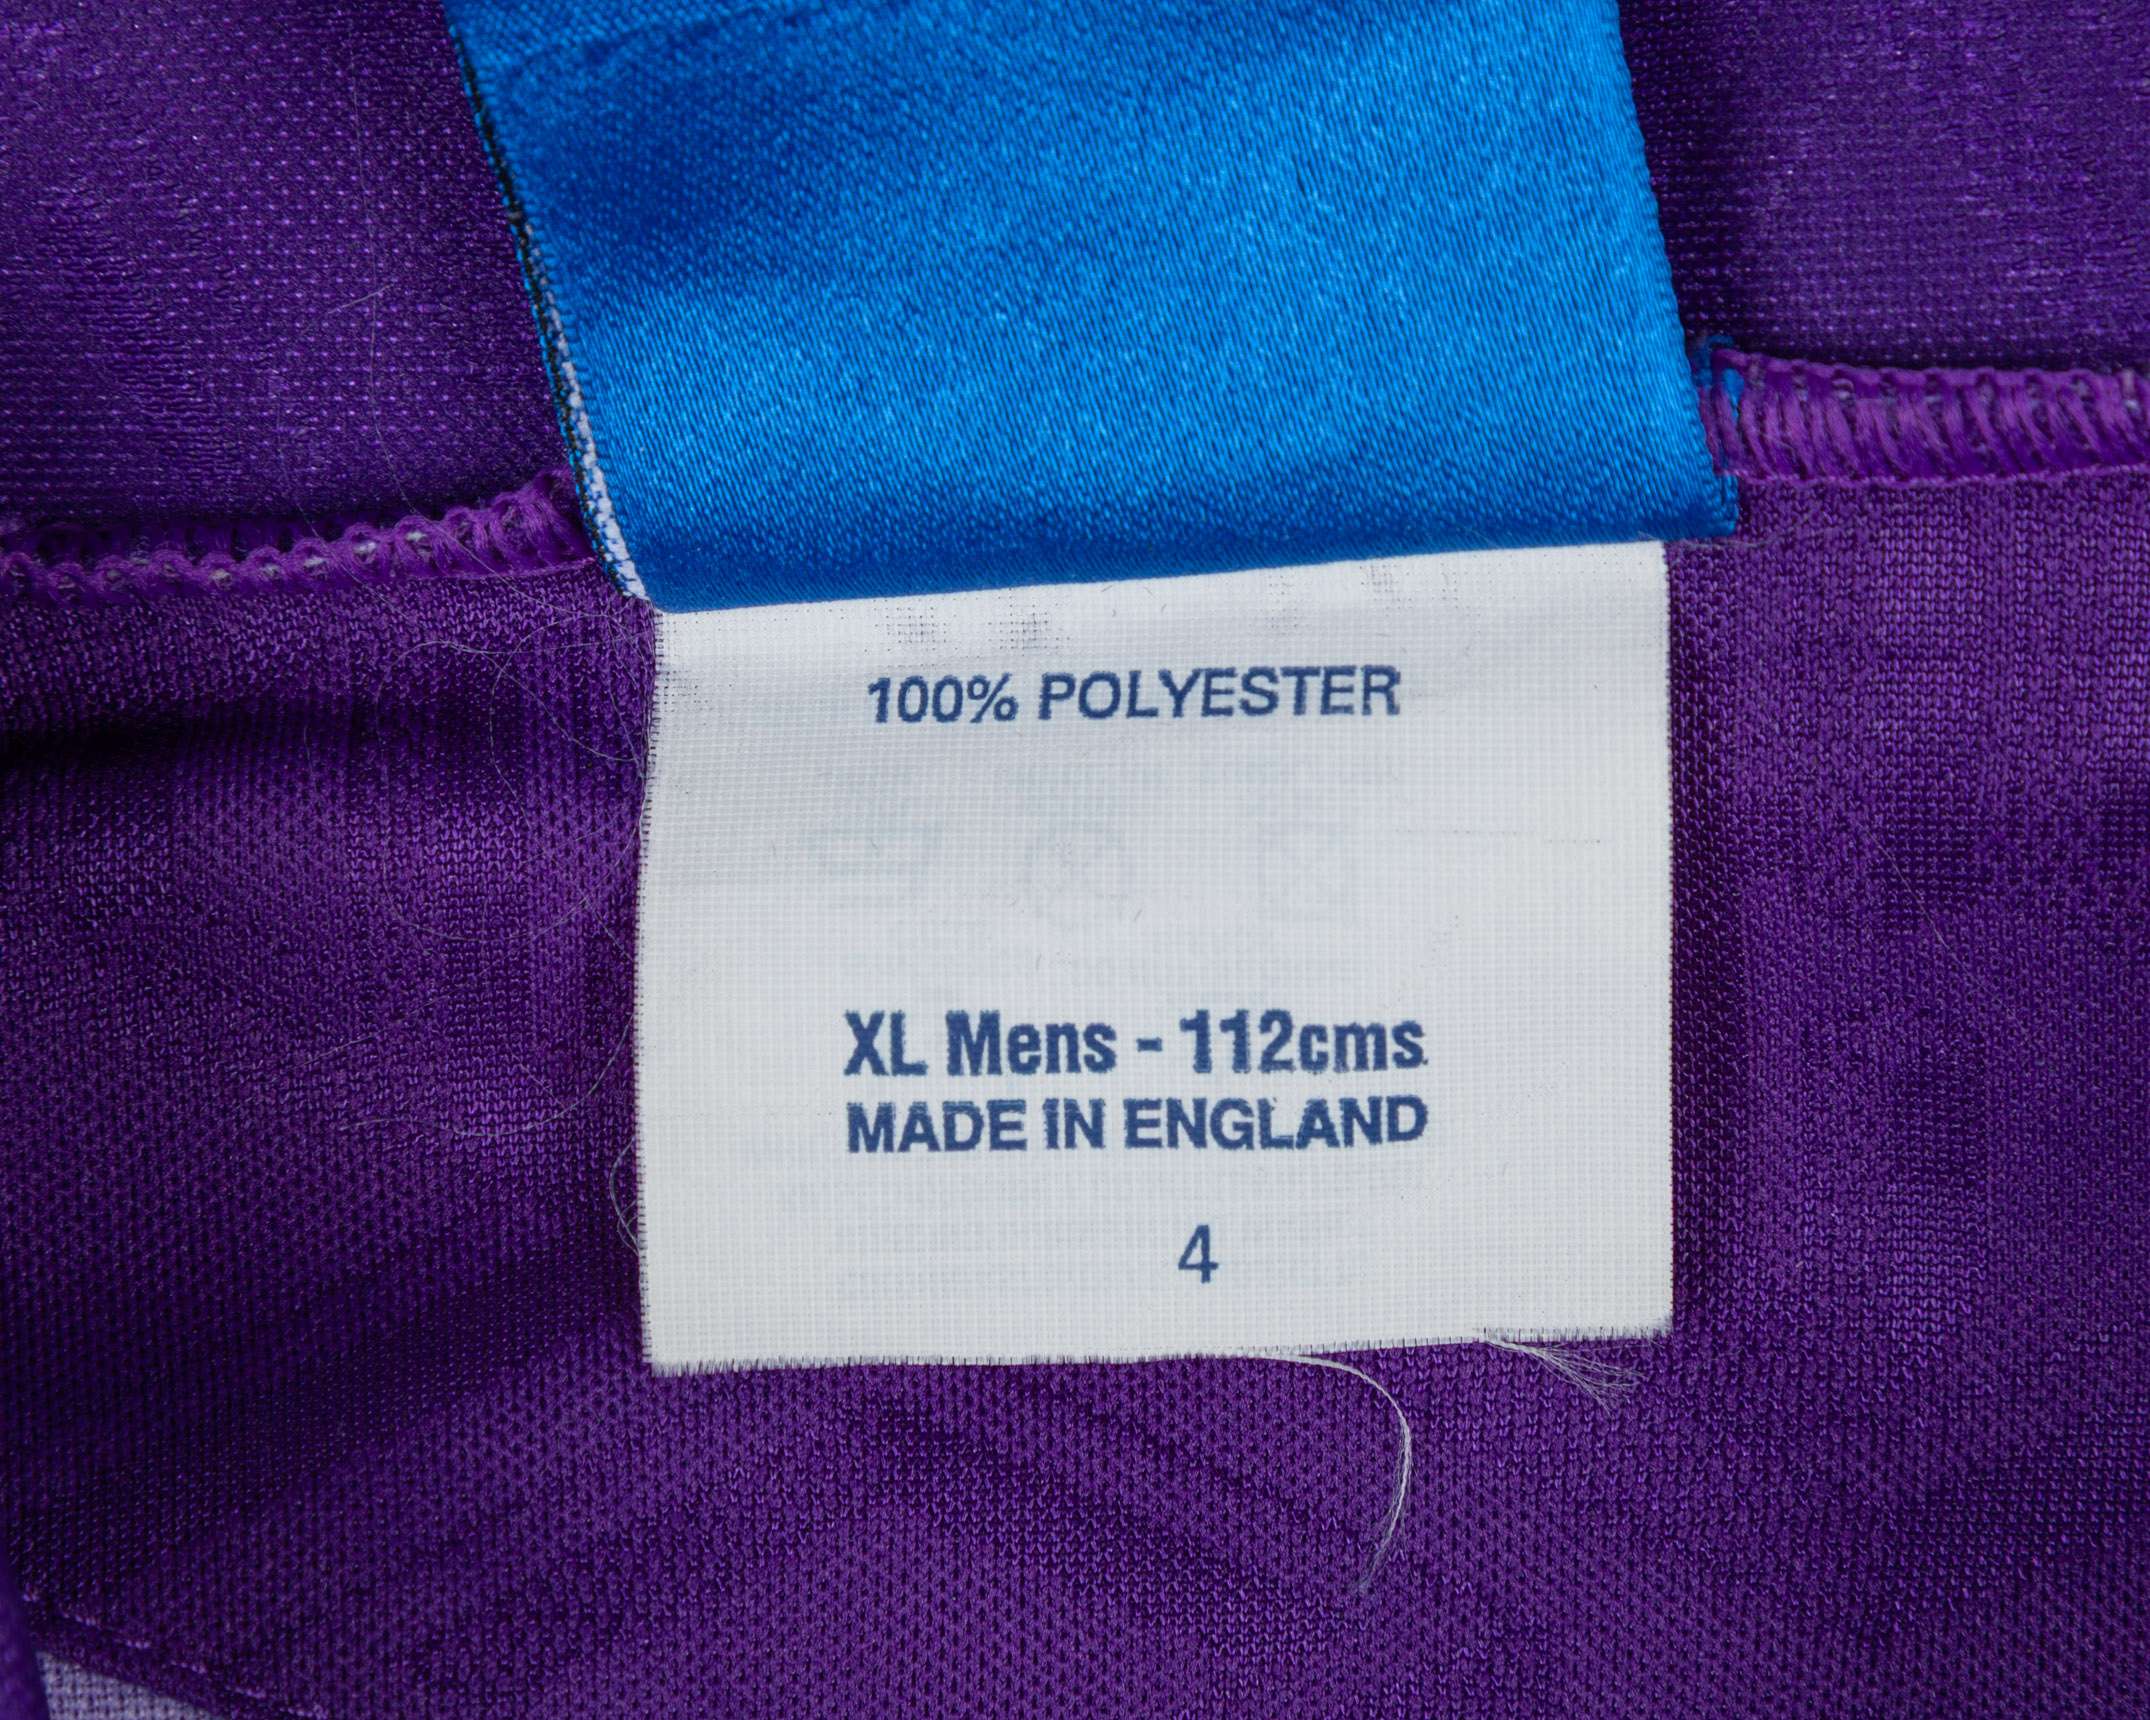 100% POLYESTER
XL Mens - 112cms
MADE IN ENGLAND
4